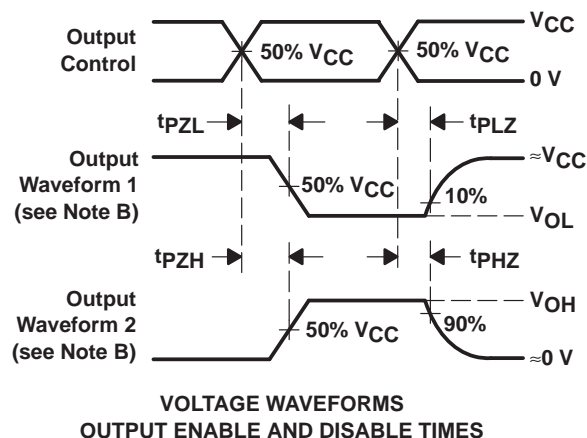 Output
Control
50% VCC
50% VCC
VCC
0 V
tPZL
tPLZ
Output
Waveform 1
(see Note B)
50% VCC
10%
≈VCC
VOL
tPZH
tPHZ
Output
Waveform 2
(see Note B)
50% VCC
90%
VOH
≈0 V
VOLTAGE WAVEFORMS
OUTPUT ENABLE AND DISABLE TIMES